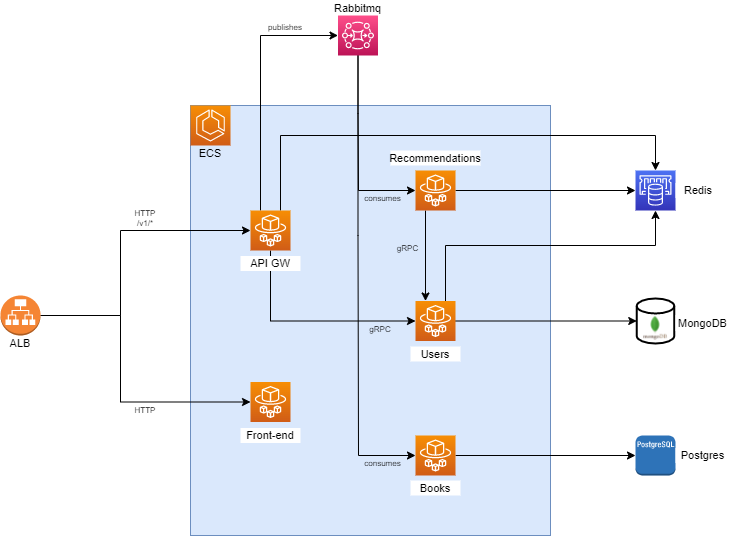 Rabbitmq
publishes
ECS
Recommendations
consumes
Redis
HTTP
/v1/*
API GW
gRPC
gRPC
Users
mongoDB
MongoDB
ALB
HTTP
Front-end
consumes
Books
PostgreSQL
Postgres